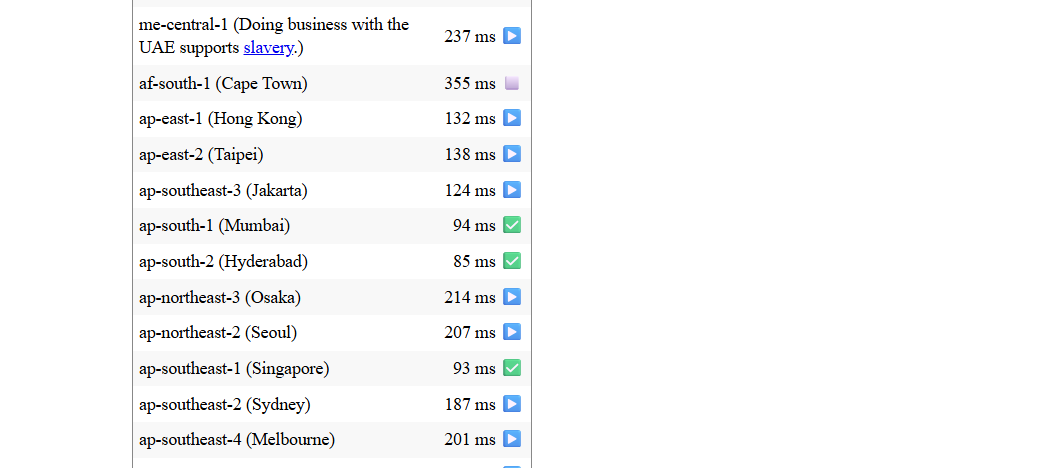 me-central-1 (Doing business with the
UAE supports slavery.) 237 ms
af-south-1 (Cape Town) 355 ms
ap-east-1 (Hong Kong) 132 ms
ap-east-2 (Taipei) 138 ms
ap-southeast-3 (Jakarta) 124 ms
ap-south-1 (Mumbai) 94 ms
ap-south-2 (Hyderabad) 85 ms
ap-northeast-3 (Osaka) 214 ms
ap-northeast-2 (Seoul) 207 ms
ap-southeast-1 (Singapore) 93 ms
ap-southeast-2 (Sydney) 187 ms
ap-southeast-4 (Melbourne) 201 ms